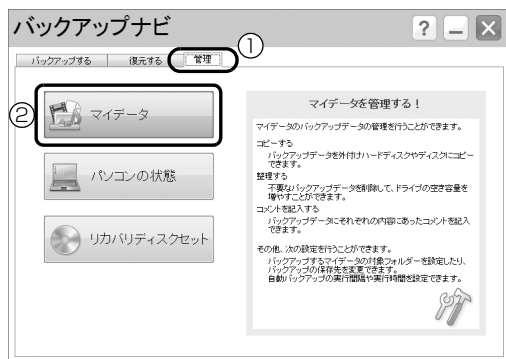 バックアップナビ
? – X
バックアップする 復元する 管理 ①
② マイデータ
パソコンの状態
リカバリディスクセット
マイデータを管理する！
マイデータのバックアップデータの管理を行うことができます。
コピーする
バックアップデータを外付けハードディスクやディスクにコピー
できます。
整理する
不要なバックアップデータを削除して、ドライブの空き容量を
増やすことができます。
コメントを記入する
バックアップデータにそれぞれの内容にあったコメントを記入
できます。
その他、次の設定を行うことができます。
バックアップするマイデータの対象フォルダーを設定したり、
バックアップの保存先を変更できます。
自動バックアップの実行間隔や実行時間を設定できます。